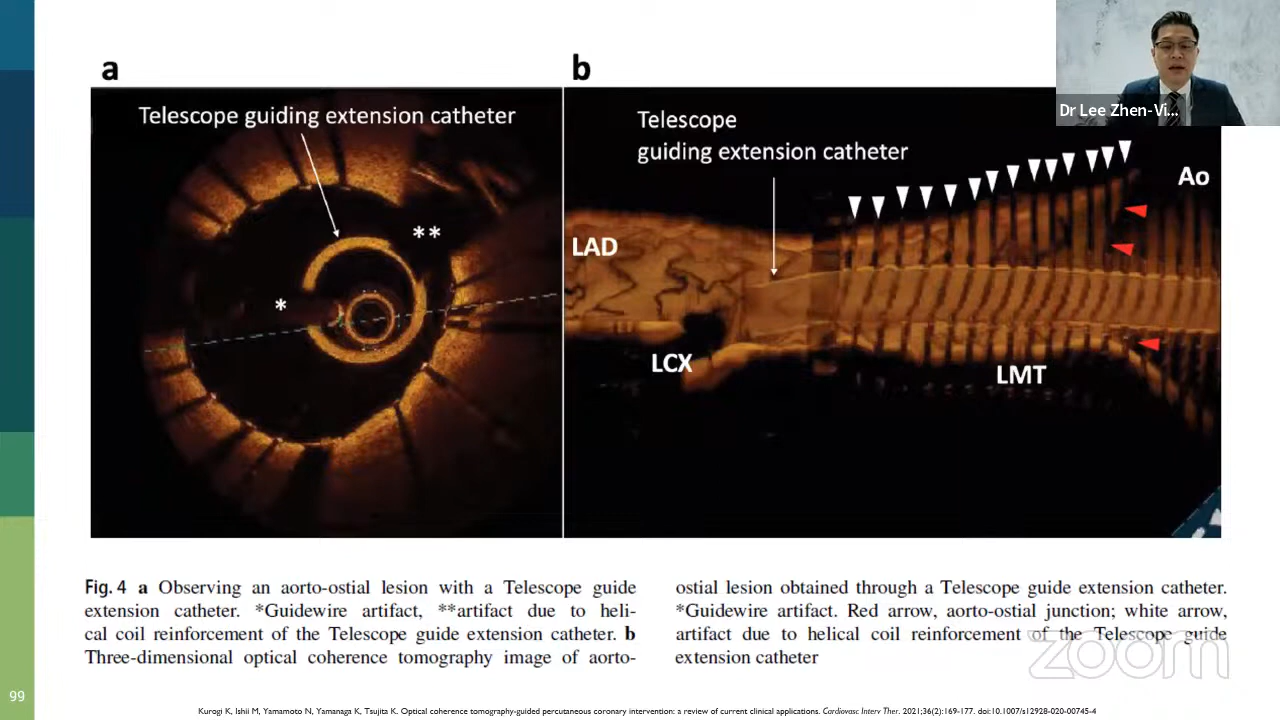 a
b
Telescope guiding extension catheter
**
*
Telescope
guiding extension catheter
Dr Lee Zhen-Vi...
Ao
LAD
LCX
LMT
Fig. 4 a Observing an aorto-ostial lesion with a Telescope guide
extension catheter. *Guidewire artifact, **artifact due to heli-
cal coil reinforcement of the Telescope guide extension catheter. b
Three-dimensional optical coherence tomography image of aorto-
ostial lesion obtained through a Telescope guide extension catheter.
*Guidewire artifact. Red arrow, aorto-ostial junction; white arrow,
artifact due to helical coil reinforcement of the Telescope guide
extension catheter
zoom
99
Kurogi K, Ishii M, Yamamoto N, Yamanaga K, Tsujita K. Optical coherence tomography-guided percutaneous coronary intervention: a review of current clinical applications. Cardiovasc Interv Ther. 2021;36(2):169-177. doi:10.1007/s12928-020-00745-4